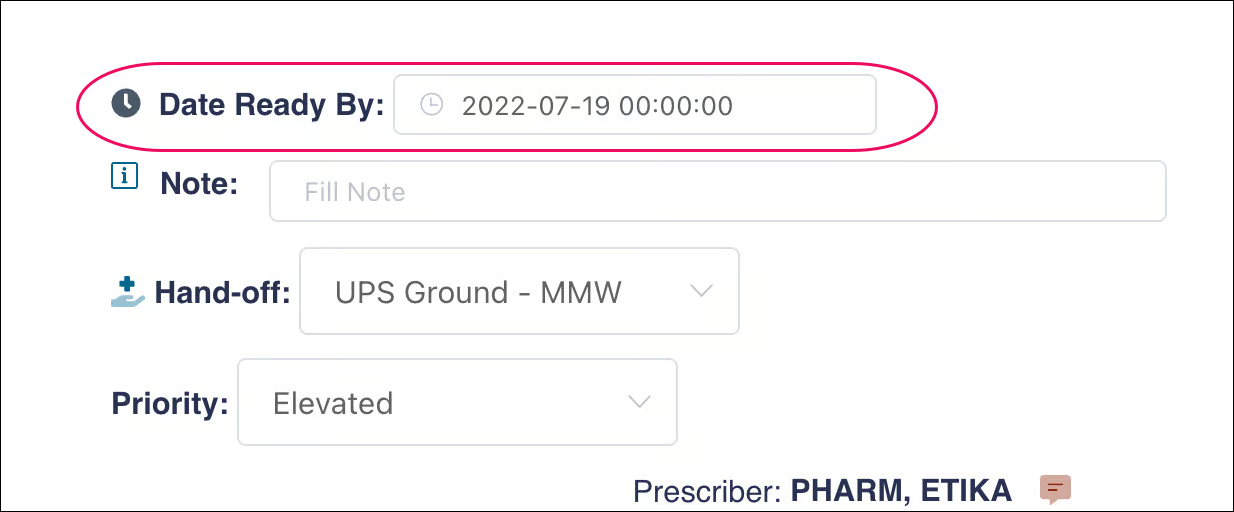 Date Ready By: 2022-07-19 00:00:00
Note: Fill Note
Hand-off: UPS Ground - MMW
Priority: Elevated
Prescriber: PHARM, ETIKA